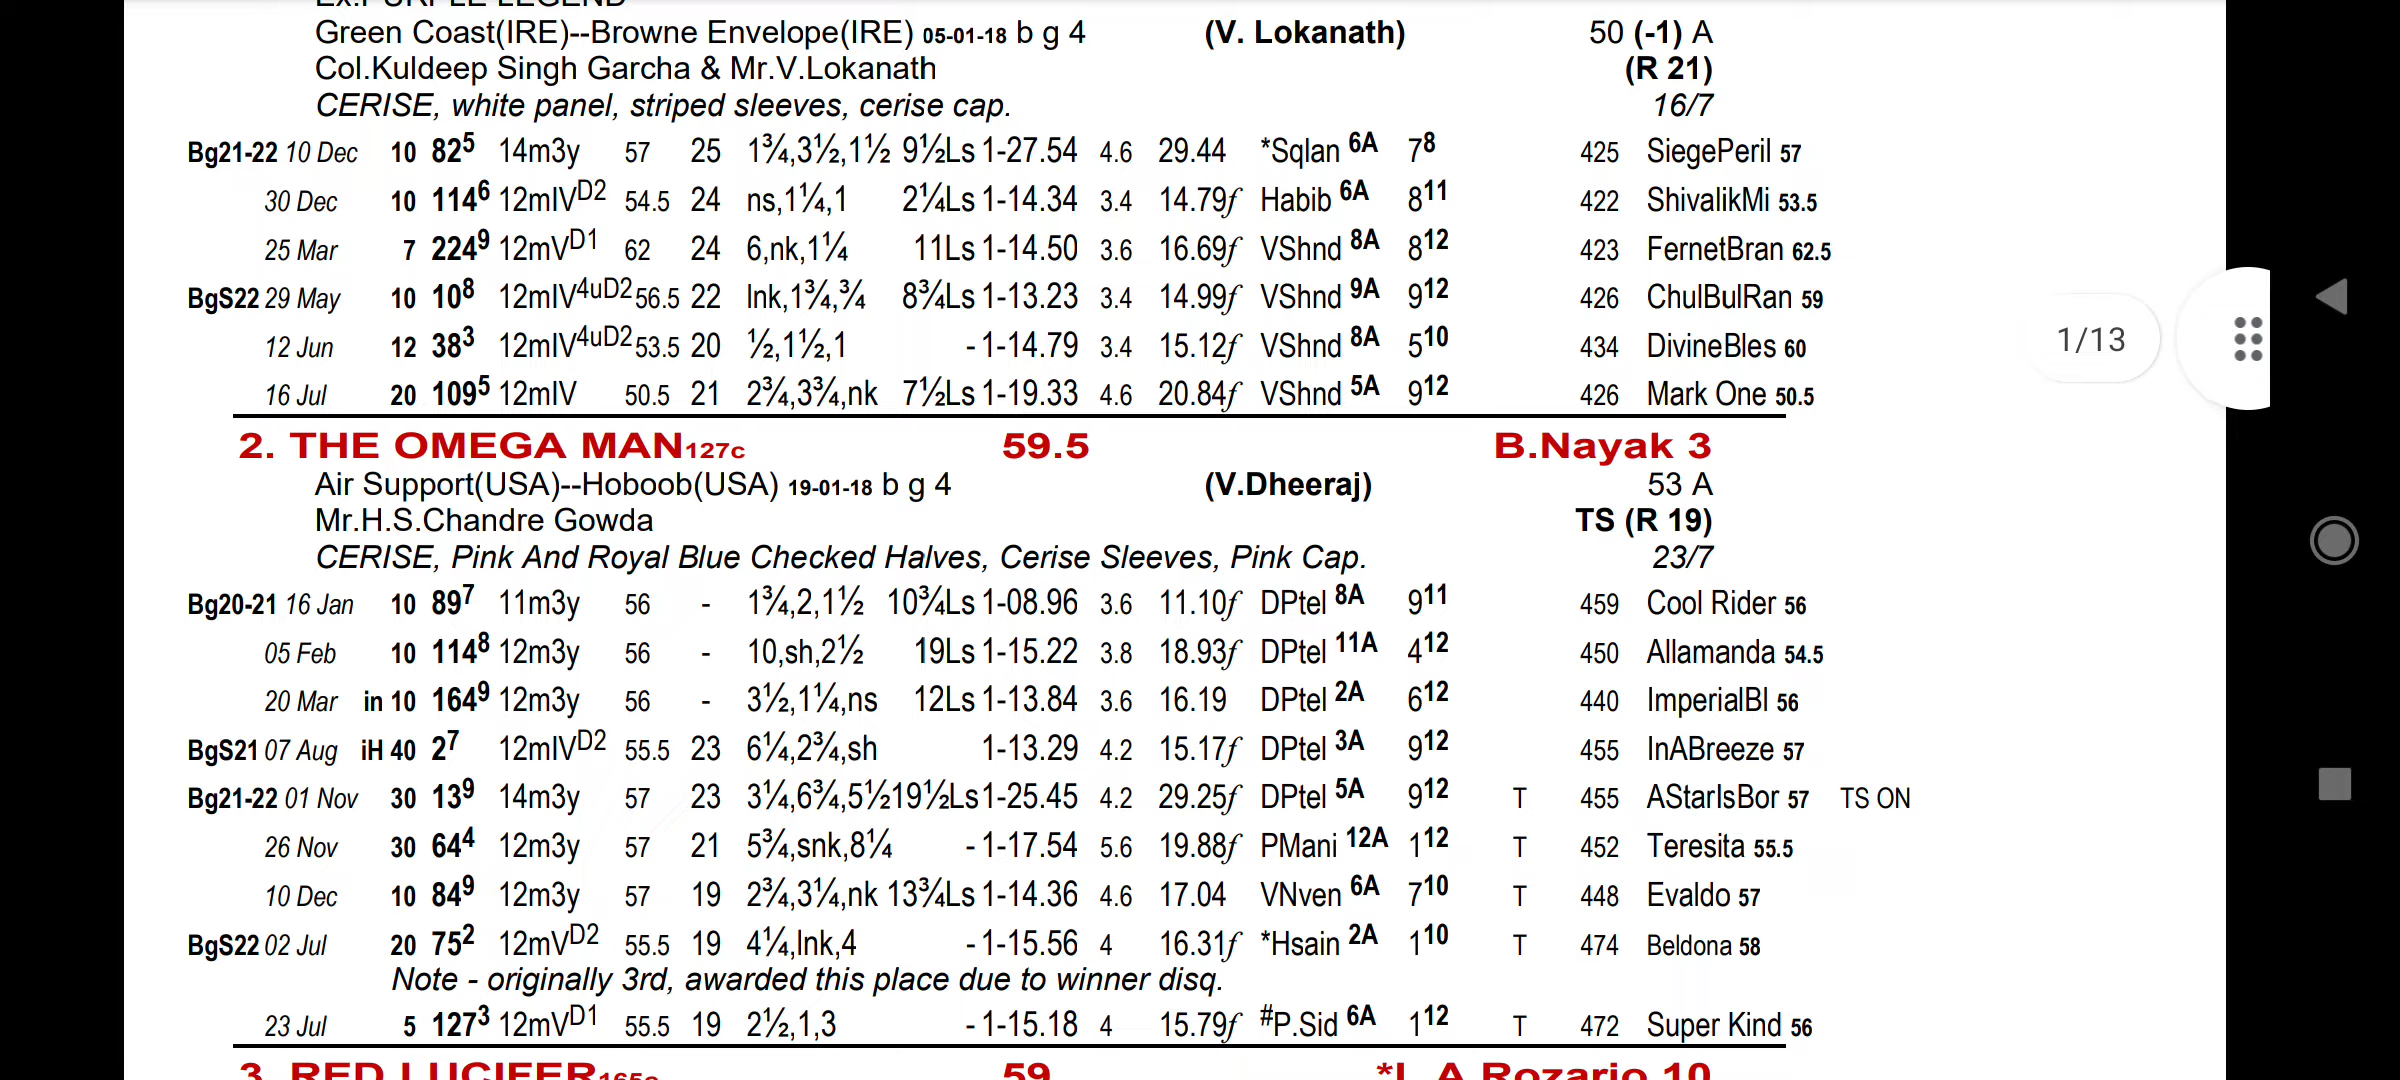 Ex.PURPLE LEGEND
Green Coast(IRE)--Browne Envelope(IRE) 05-01-18 b g 4 (V. Lokanath) 50 (-1) A
Col.Kuldeep Singh Garcha & Mr.V.Lokanath (R 21)
CERISE, white panel, striped sleeves, cerise cap. 16/7
Bg21-22 10 Dec 10 82⁵ 14m3y 57 25 1¾,3½,1½ 9½Ls 1-27.54 4.6 29.44 *Sqlan 6A 7⁸ 425 SiegePeril 57
30 Dec 10 114⁶ 12mIVD2 54.5 24 ns,1¼,1 2¼Ls 1-14.34 3.4 14.79f Habib 6A 8¹¹ 422 ShivalikMi 53.5
25 Mar 7 224⁹ 12mVD1 62 24 6,nk,1¼ 11Ls 1-14.50 3.6 16.69f VShnd 8A 8¹² 423 FernetBran 62.5
BgS22 29 May 10 10⁸ 12mIV4uD2 56.5 22 lnk,1¾,¾ 8¾Ls 1-13.23 3.4 14.99f VShnd 9A 9¹² 426 ChulBulRan 59
12 Jun 12 38³ 12mIV4uD2 53.5 20 ½,1½,1 - 1-14.79 3.4 15.12f VShnd 8A 5¹⁰ 434 DivineBles 60
16 Jul 20 109⁵ 12mIV 50.5 21 2¾,3¾,nk 7½Ls 1-19.33 4.6 20.84f VShnd 5A 9¹² 426 Mark One 50.5
1/13
2. THE OMEGA MAN127c 59.5 B.Nayak 3
Air Support(USA)--Hoboob(USA) 19-01-18 b g 4 (V.Dheeraj) 53 A
Mr.H.S.Chandre Gowda TS (R 19)
CERISE, Pink And Royal Blue Checked Halves, Cerise Sleeves, Pink Cap. 23/7
Bg20-21 16 Jan 10 89⁷ 11m3y 56 - 1¾,2,1½ 10¾Ls 1-08.96 3.6 11.10f DPtel 8A 9¹¹ 459 Cool Rider 56
05 Feb 10 114⁸ 12m3y 56 - 10,sh,2½ 19Ls 1-15.22 3.8 18.93f DPtel 11A 4¹² 450 Allamanda 54.5
20 Mar in 10 164⁹ 12m3y 56 - 3½,1¼,ns 12Ls 1-13.84 3.6 16.19 DPtel 2A 6¹² 440 ImperialBl 56
BgS21 07 Aug iH 40 2⁷ 12mIVD2 55.5 23 6¼,2¾,sh 1-13.29 4.2 15.17f DPtel 3A 9¹² 455 InABreeze 57
Bg21-22 01 Nov 30 13⁹ 14m3y 57 23 3¼,6¾,5½ 19½Ls 1-25.45 4.2 29.25f DPtel 5A 9¹² T 455 AStarIsBor 57 TS ON
26 Nov 30 64⁴ 12m3y 57 21 5¾,snk,8¼ - 1-17.54 5.6 19.88f PMani 12A 1¹² T 452 Teresita 55.5
10 Dec 10 84⁹ 12m3y 57 19 2¾,3¼,nk 13¾Ls 1-14.36 4.6 17.04 VNven 6A 7¹⁰ T 448 Evaldo 57
BgS22 02 Jul 20 75² 12mVD2 55.5 19 4¼,lnk,4 - 1-15.56 4 16.31f *Hsain 2A 1¹⁰ T 474 Beldona 58
Note - originally 3rd, awarded this place due to winner disq.
23 Jul 5 127³ 12mVD1 55.5 19 2½,1,3 - 1-15.18 4 15.79f #P.Sid 6A 1¹² T 472 Super Kind 56
3. RED LUCIFER165c 59 *L A Rozario 10